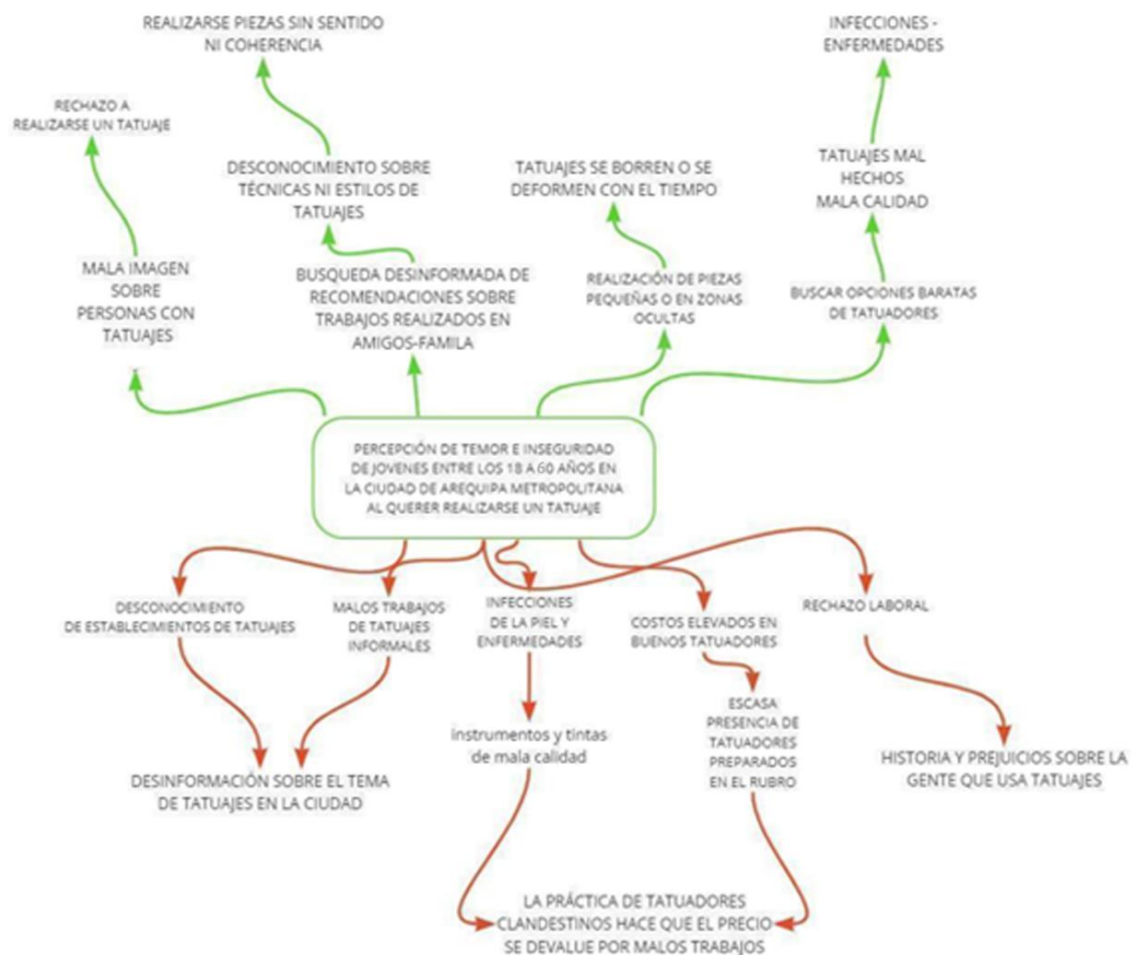 REALIZARSE PIEZAS SIN SENTIDO
NI COHERENCIA
INFECCIONES -
ENFERMEDADES
RECHAZO A
REALIZARSE UN TATUAJE
DESCONOCIMIENTO SOBRE
TÉCNICAS NI ESTILOS DE
TATUAJES
TATUAJES SE BORREN O SE
DEFORMEN CON EL TIEMPO
TATUAJES MAL
HECHOS
MALA CALIDAD
MALA IMAGEN
SOBRE
PERSONAS CON
TATUAJES
BUSQUEDA DESINFORMADA DE
RECOMENDACIONES SOBRE
TRABAJOS REALIZADOS EN
AMIGOS-FAMILA
REALIZACIÓN DE PIEZAS
PEQUEÑAS O EN ZONAS
OCULTAS
BUSCAR OPCIONES BARATAS
DE TATUADORES
PERCEPCIÓN DE TEMOR E INSEGURIDAD
DE JOVENES ENTRE LOS 18 A 60 AÑOS EN
LA CIUDAD DE AREQUIPA METROPOLITANA
AL QUERER REALIZARSE UN TATUAJE
DESCONOCIMIENTO
DE ESTABLECIMIENTOS DE TATUAJES
MALOS TRABAJOS
DE TATUAJES
INFORMALES
INFECCIONES
DE LA PIEL Y
ENFERMEDADES
COSTOS ELEVADOS EN
BUENOS TATUADORES
RECHAZO LABORAL
DESINFORMACIÓN SOBRE EL TEMA
DE TATUAJES EN LA CIUDAD
instrumentos y tintas
de mala calidad
ESCASA
PRESENCIA DE
TATUADORES
PREPARADOS
EN EL RUBRO
HISTORIA Y PREJUICIOS SOBRE LA
GENTE QUE USA TATUAJES
LA PRÁCTICA DE TATUADORES
CLANDESTINOS HACE QUE EL PRECIO
SE DEVALUE POR MALOS TRABAJOS